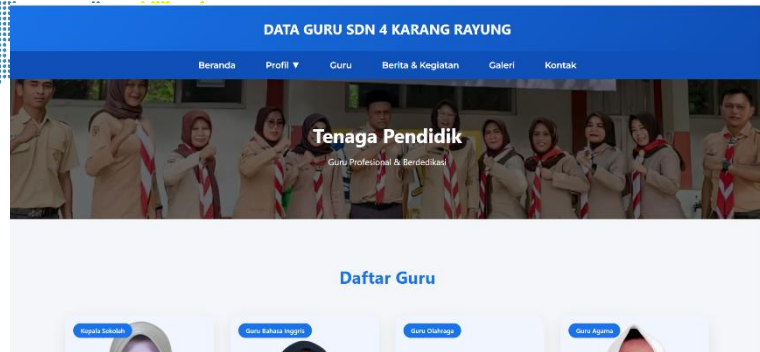 DATA GURU SDN 4 KARANG RAYUNG
Beranda Profil ▼ Guru Berita & Kegiatan Galeri Kontak
Tenaga Pendidik
Guru Profesional & Berdedikasi
Daftar Guru
Kepala Sekolah Guru Bahasa Inggris Guru Olahraga Guru Agama